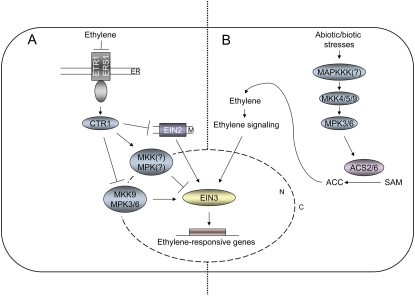 A
B
Ethylene
ETR1
ERS1
ER
CTR1
EIN2
M
MKK(?)
MPK(?)
MKK9
MPK3/6
EIN3
Ethylene-responsive genes
N
C
Ethylene
Ethylene signaling
Abiotic/biotic
stresses
MAPKKK(?)
MKK4/5/9
MPK3/6
ACS2/6
ACC
SAM